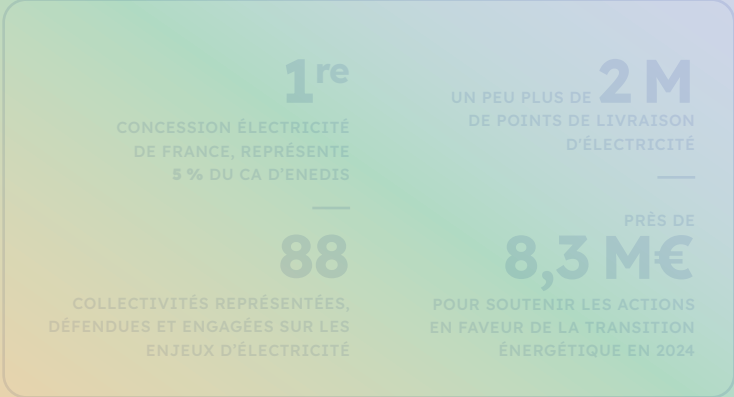 1re
CONCESSION ÉLECTRICITÉ
DE FRANCE, REPRÉSENTE
5 % DU CA D'ENEDIS
88
COLLECTIVITÉS REPRÉSENTÉES,
DÉFENDUES ET ENGAGÉES SUR LES
ENJEUX D'ÉLECTRICITÉ
UN PEU PLUS DE 2 M
DE POINTS DE LIVRAISON
D'ÉLECTRICITÉ
PRÈS DE
8,3 M€
POUR SOUTENIR LES ACTIONS
EN FAVEUR DE LA TRANSITION
ÉNERGÉTIQUE EN 2024